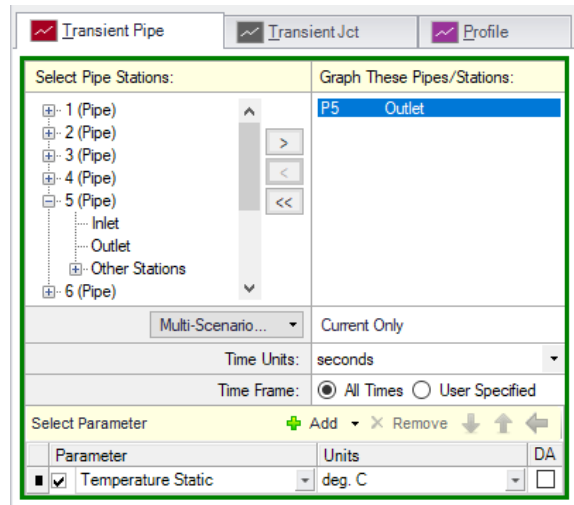 Transient Pipe
Transient Jct
Profile
Select Pipe Stations:
Graph These Pipes/Stations:
1 (Pipe)
2 (Pipe)
3 (Pipe)
4 (Pipe)
5 (Pipe)
Inlet
Outlet
Other Stations
6 (Pipe)
>
<
<<
P5 Outlet
Multi-Scenario...
Current Only
Time Units:
seconds
Time Frame:
All Times
User Specified
Select Parameter
Add
Remove
Parameter
Units
DA
Temperature Static
deg. C